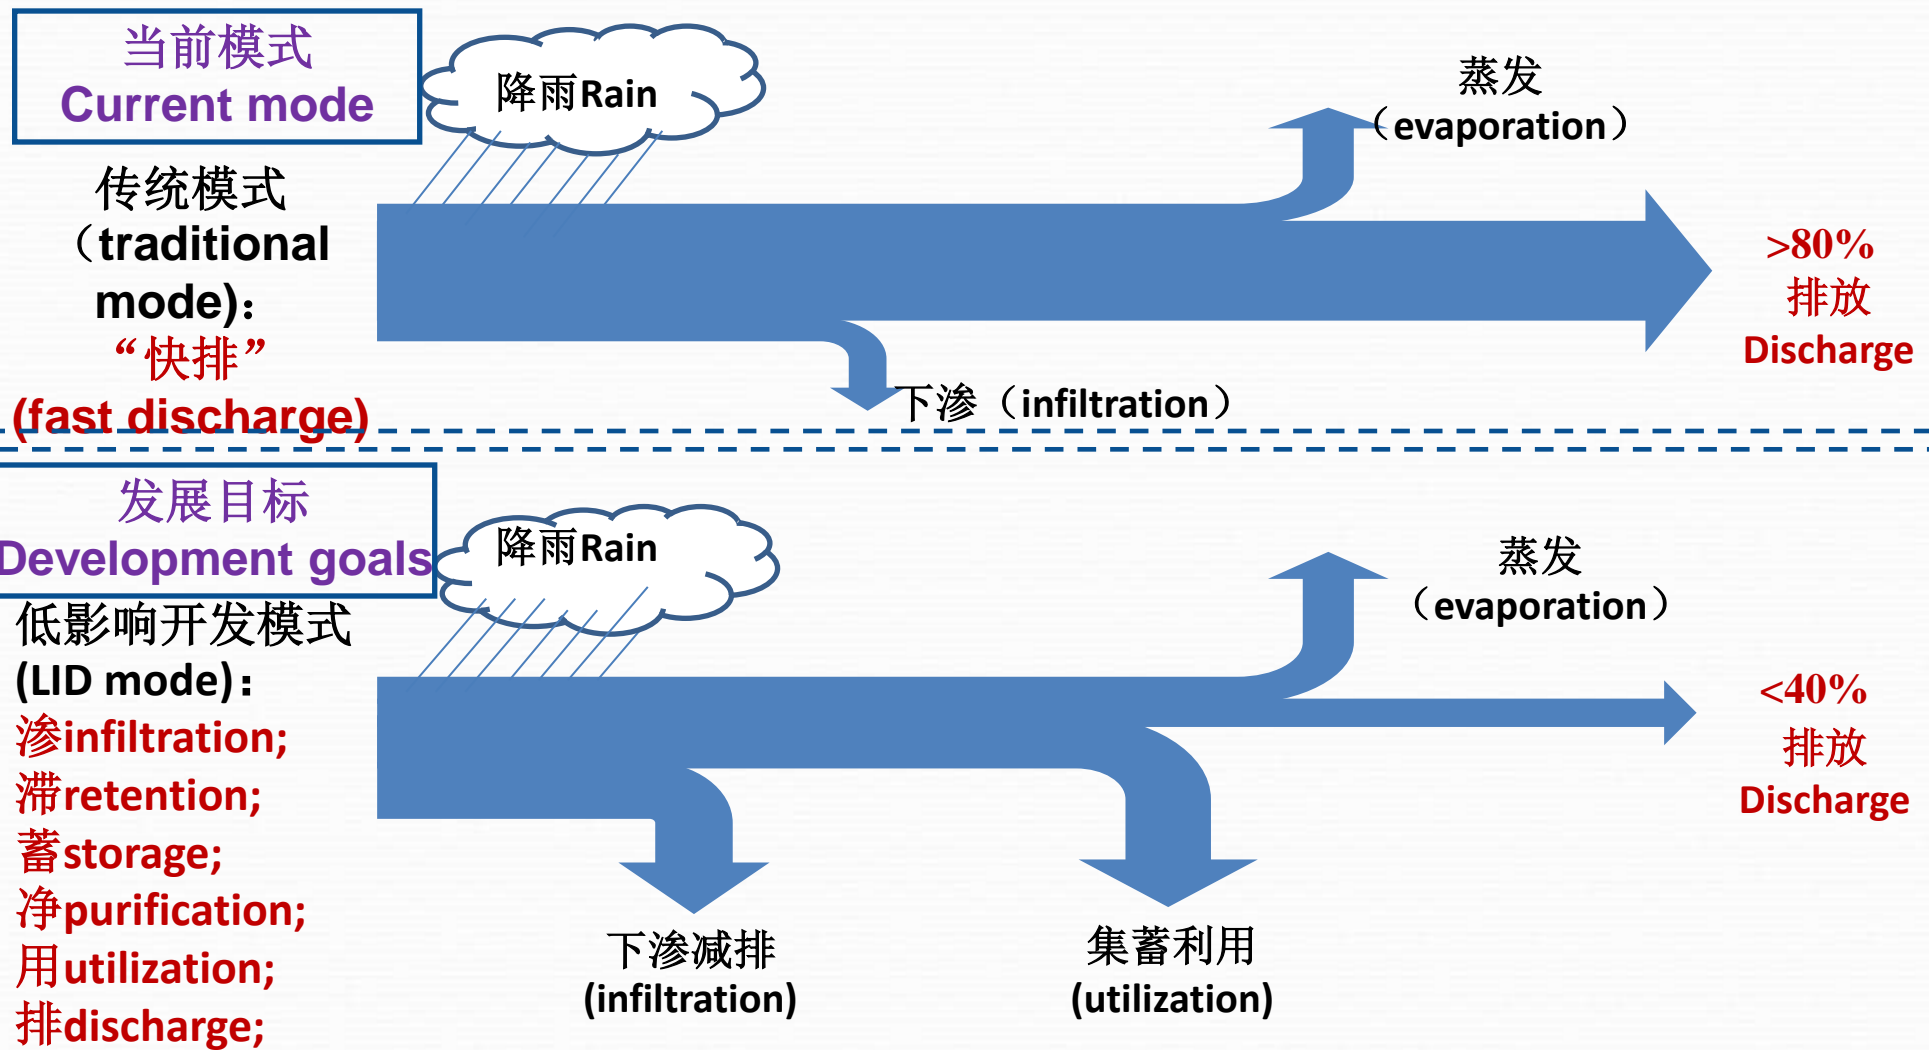 当前模式
Current mode
传统模式
（traditional
mode)：
“快排”
(fast discharge)
降雨Rain
蒸发
（evaporation）
>80%
排放
Discharge
下渗（infiltration）
发展目标
Development goals
低影响开发模式
(LID mode)：
渗infiltration;
滞retention;
蓄storage;
净purification;
用utilization;
排discharge;
降雨Rain
蒸发
（evaporation）
<40%
排放
Discharge
下渗减排
(infiltration)
集蓄利用
(utilization)